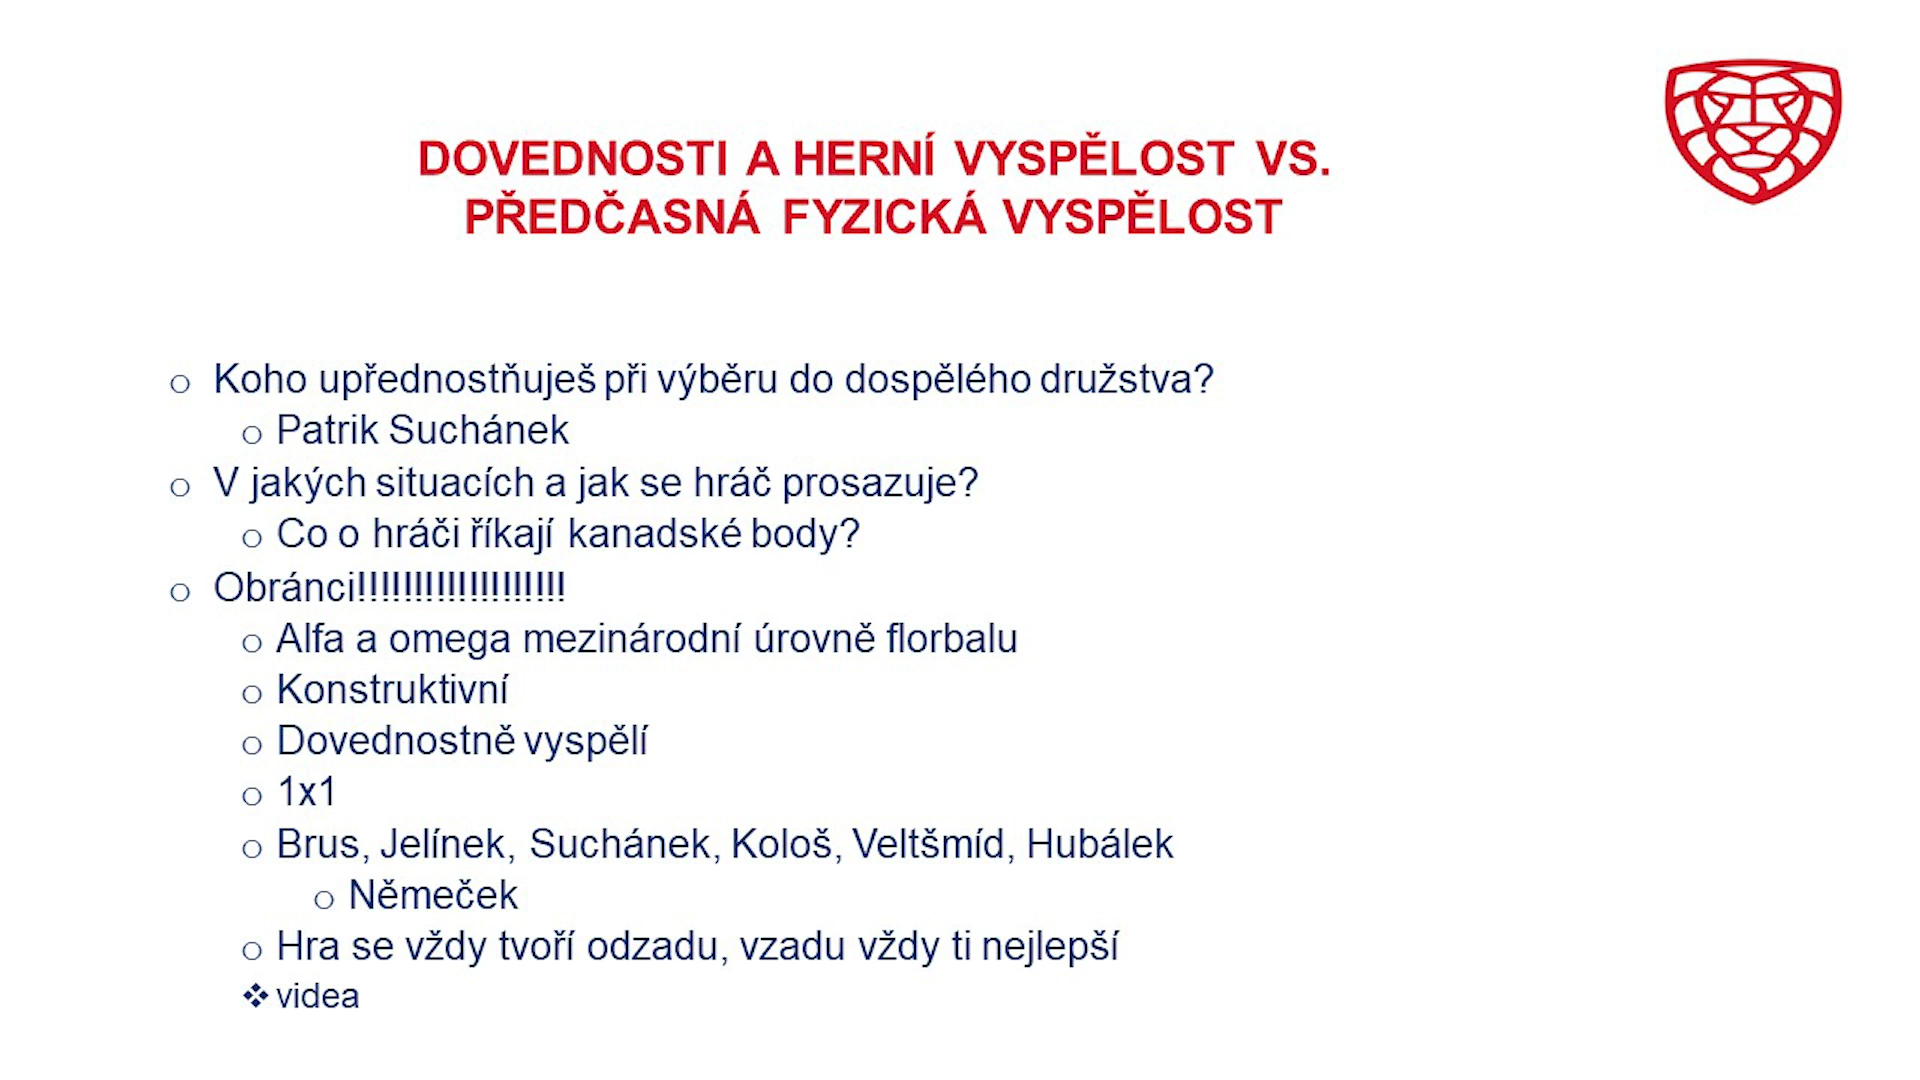 DOVEDNOSTI A HERNÍ VYSPĚLOST VS.
PŘEDČASNÁ FYZICKÁ VYSPĚLOST
Koho upřednostňuješ při výběru do dospělého družstva?
Patrik Suchánek
V jakých situacích a jak se hráč prosazuje?
Co o hráči říkají kanadské body?
Obránci!!!!!!!!!!!!!!!!!!!
Alfa a omega mezinárodní úrovně florbalu
Konstruktivní
Dovednostně vyspělí
1x1
Brus, Jelínek, Suchánek, Kološ, Veltšmíd, Hubálek
Němeček
Hra se vždy tvoří odzadu, vzadu vždy ti nejlepší
videa